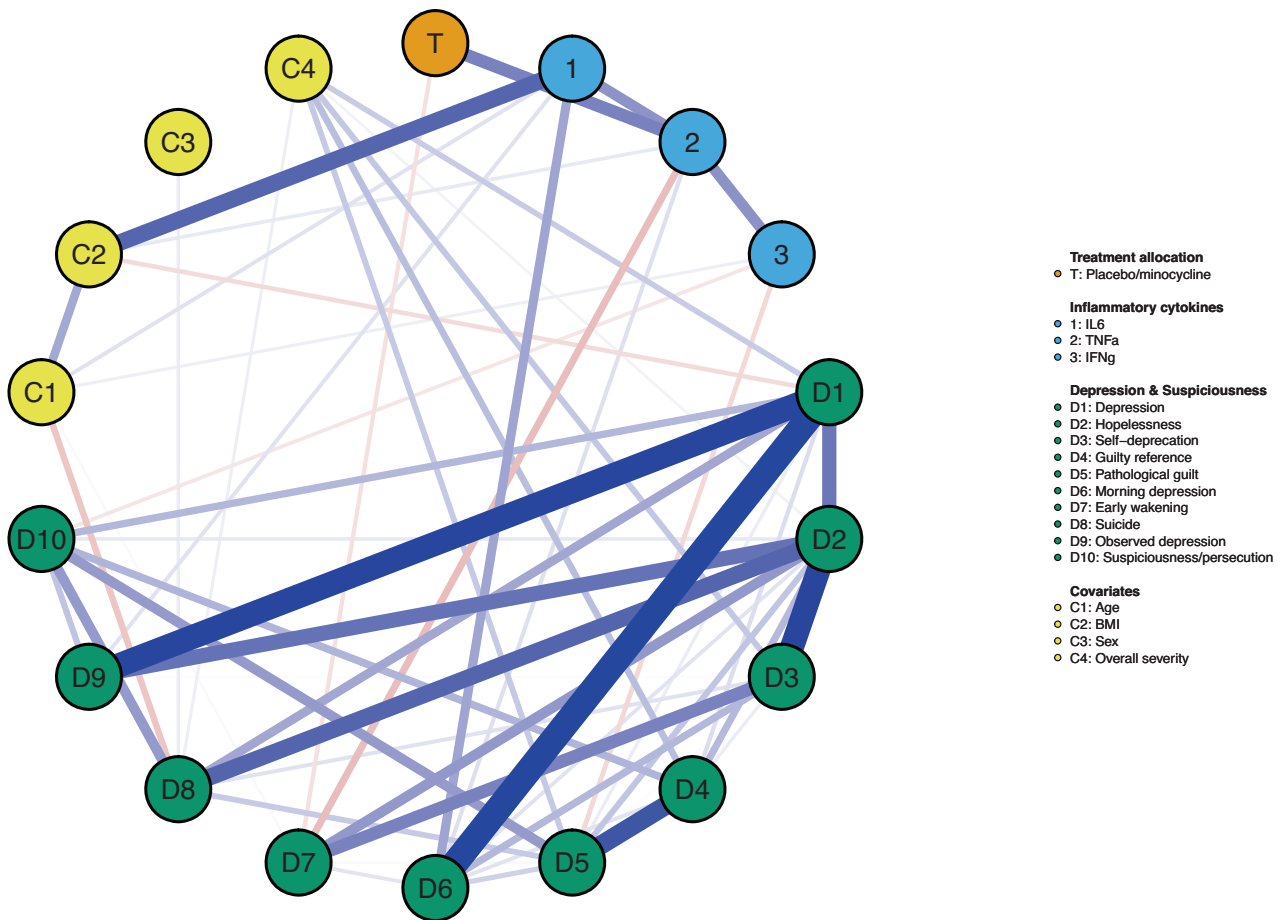 T
C4
1
C3
2
C2
3
C1
D1
D10
D2
D9
D3
D8
D4
D7
D5
D6
Treatment allocation
T: Placebo/minocycline
Inflammatory cytokines
1: IL6
2: TNFa
3: IFNg
Depression & Suspiciousness
D1: Depression
D2: Hopelessness
D3: Self−deprecation
D4: Guilty reference
D5: Pathological guilt
D6: Morning depression
D7: Early wakening
D8: Suicide
D9: Observed depression
D10: Suspiciousness/persecution
Covariates
C1: Age
C2: BMI
C3: Sex
C4: Overall severity